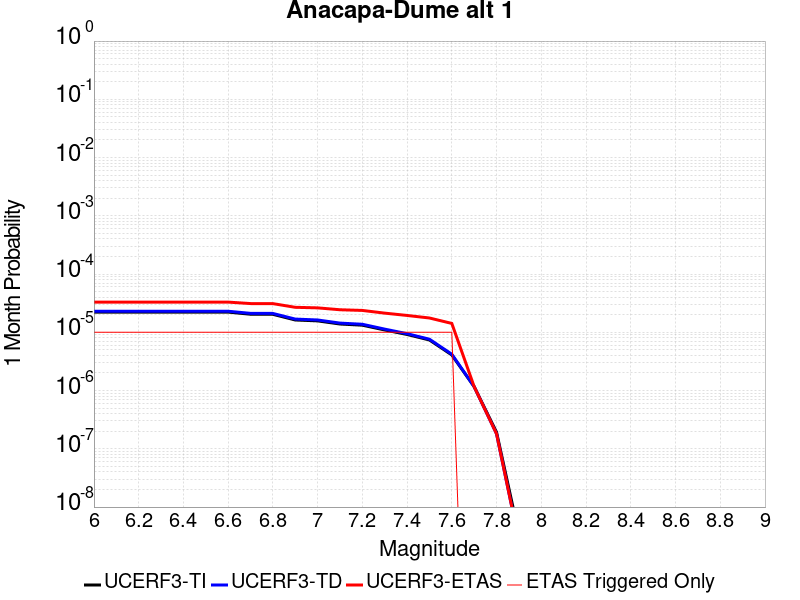 Anacapa-Dume alt 1
1 Month Probability
10^0
10^-1
10^-2
10^-3
10^-4
10^-5
10^-6
10^-7
10^-8
6 6.2 6.4 6.6 6.8 7 7.2 7.4 7.6 7.8 8 8.2 8.4 8.6 8.8 9
Magnitude
UCERF3-TI UCERF3-TD UCERF3-ETAS ETAS Triggered Only